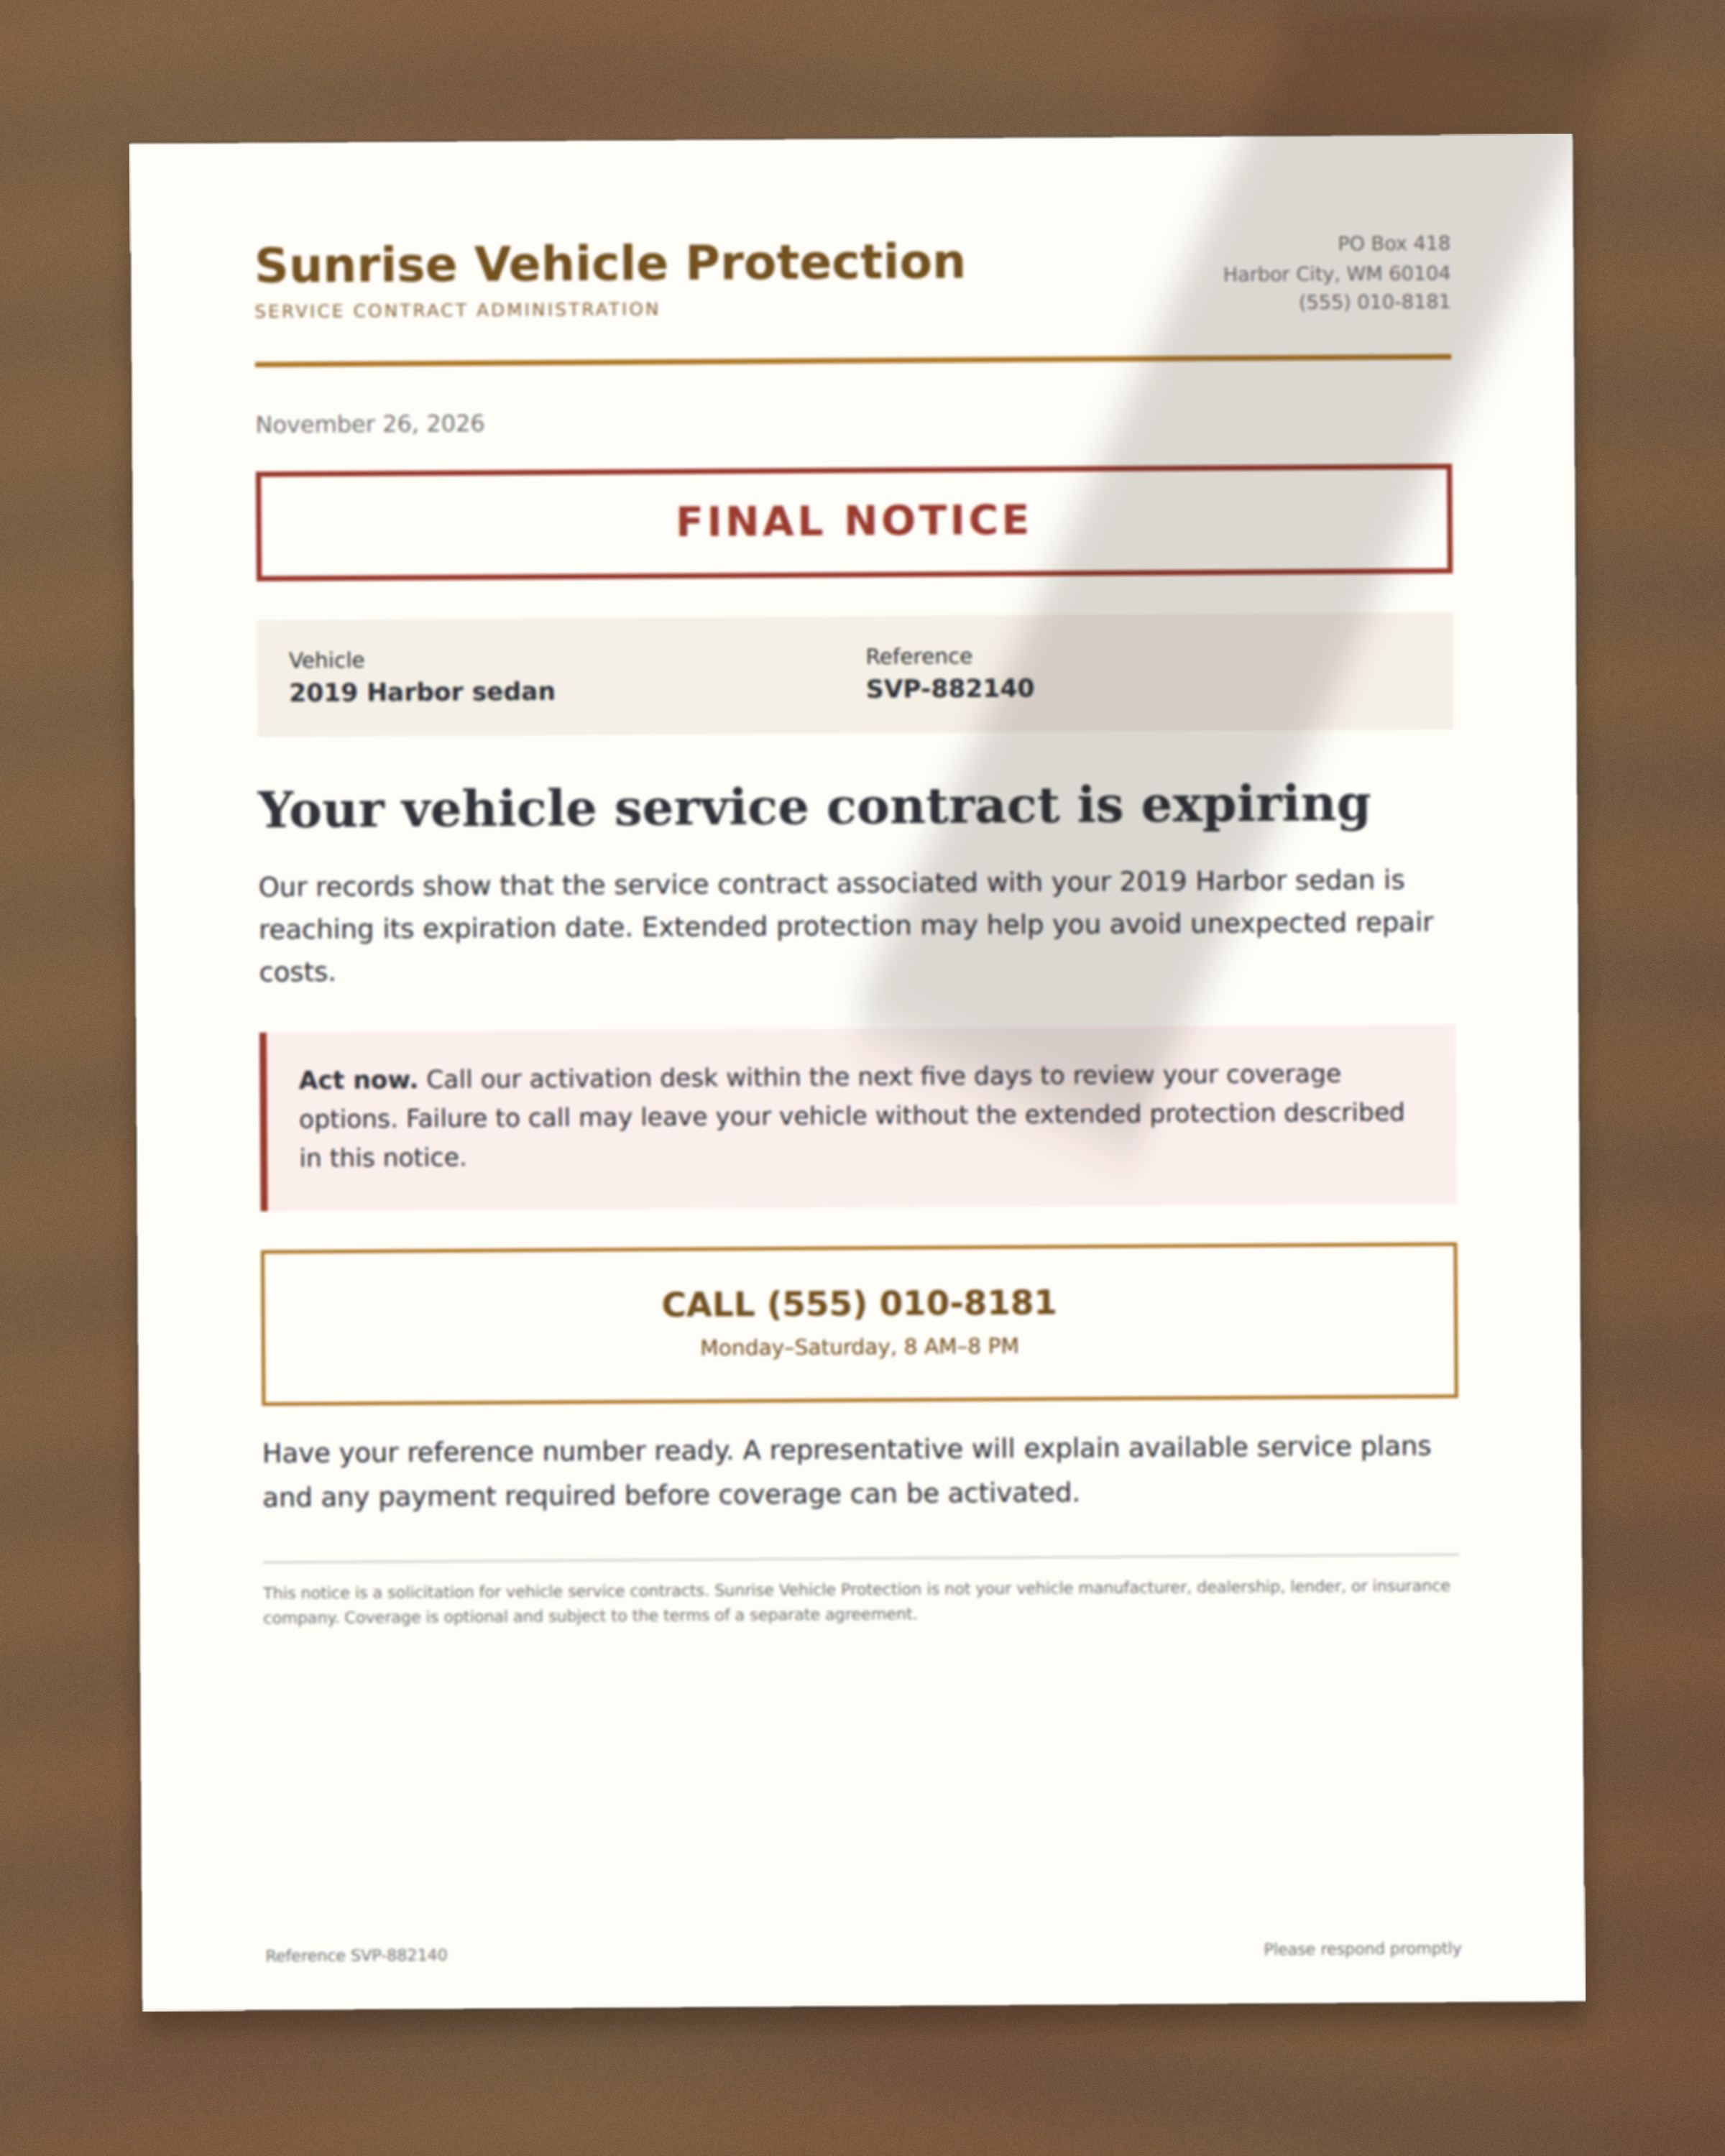 Sunrise Vehicle Protection
SERVICE CONTRACT ADMINISTRATION
PO Box 418
Harbor City, WM 60104
(555) 010-8181
November 26, 2026
FINAL NOTICE
Vehicle
2019 Harbor sedan
Reference
SVP-882140
Your vehicle service contract is expiring
Our records show that the service contract associated with your 2019 Harbor sedan is
reaching its expiration date. Extended protection may help you avoid unexpected repair
costs.
Act now. Call our activation desk within the next five days to review your coverage
options. Failure to call may leave your vehicle without the extended protection described
in this notice.
CALL (555) 010-8181
Monday–Saturday, 8 AM–8 PM
Have your reference number ready. A representative will explain available service plans
and any payment required before coverage can be activated.
This notice is a solicitation for vehicle service contracts. Sunrise Vehicle Protection is not your vehicle manufacturer, dealership, lender, or insurance
company. Coverage is optional and subject to the terms of a separate agreement.
Reference SVP-882140
Please respond promptly